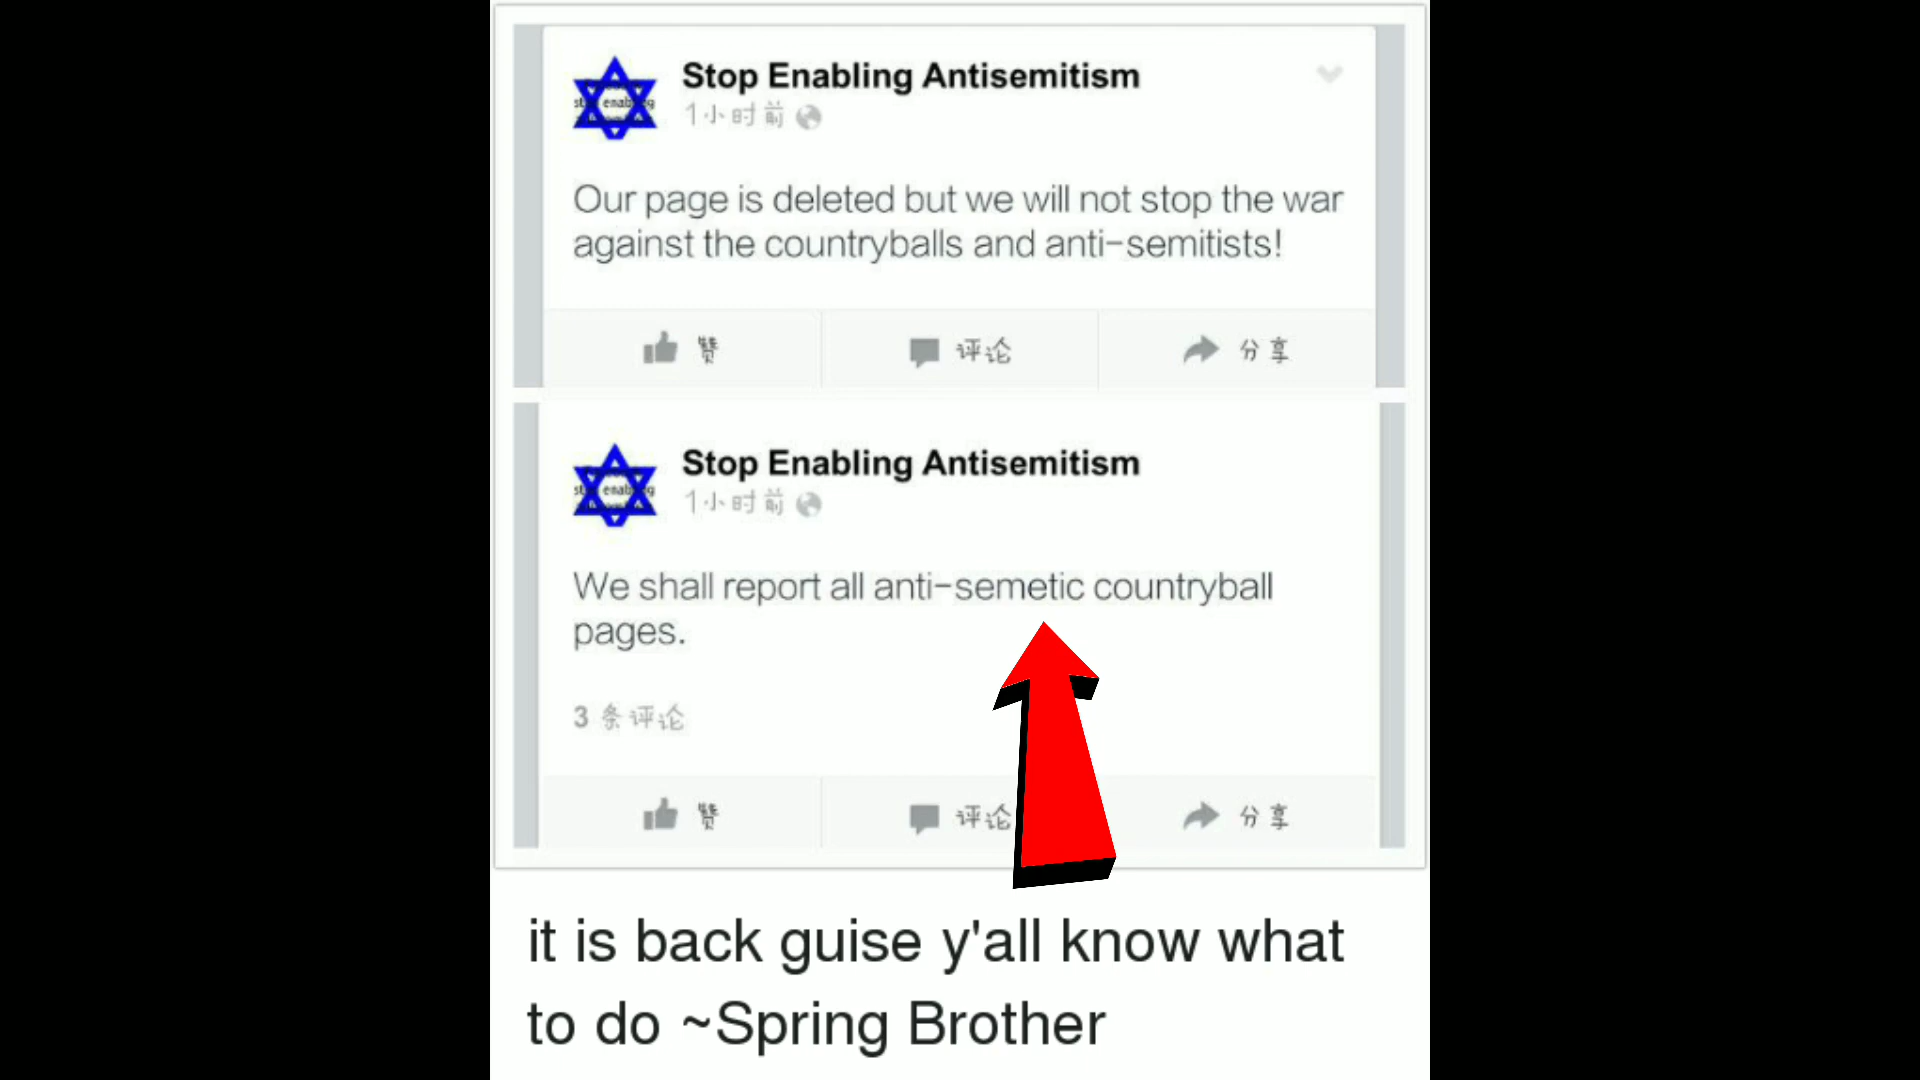 Stop Enabling Antisemitism
1小时前
enabling
Our page is deleted but we will not stop the war
against the countryballs and anti-semitists!
赞 评论 分享
Stop Enabling Antisemitism
1小时前
enabling
We shall report all anti-semetic countryball
pages.
3 条评论
赞 评论 分享
it is back guise y'all know what
to do ~Spring Brother